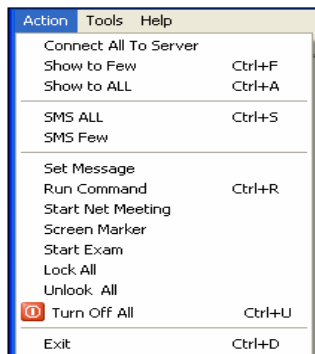 Action Tools Help
Connect All To Server
Show to Few Ctrl+F
Show to ALL Ctrl+A
SMS ALL Ctrl+S
SMS Few
Set Message
Run Command Ctrl+R
Start Net Meeting
Screen Marker
Start Exam
Lock All
Unlook All
Turn Off All Ctrl+U
Exit Ctrl+D